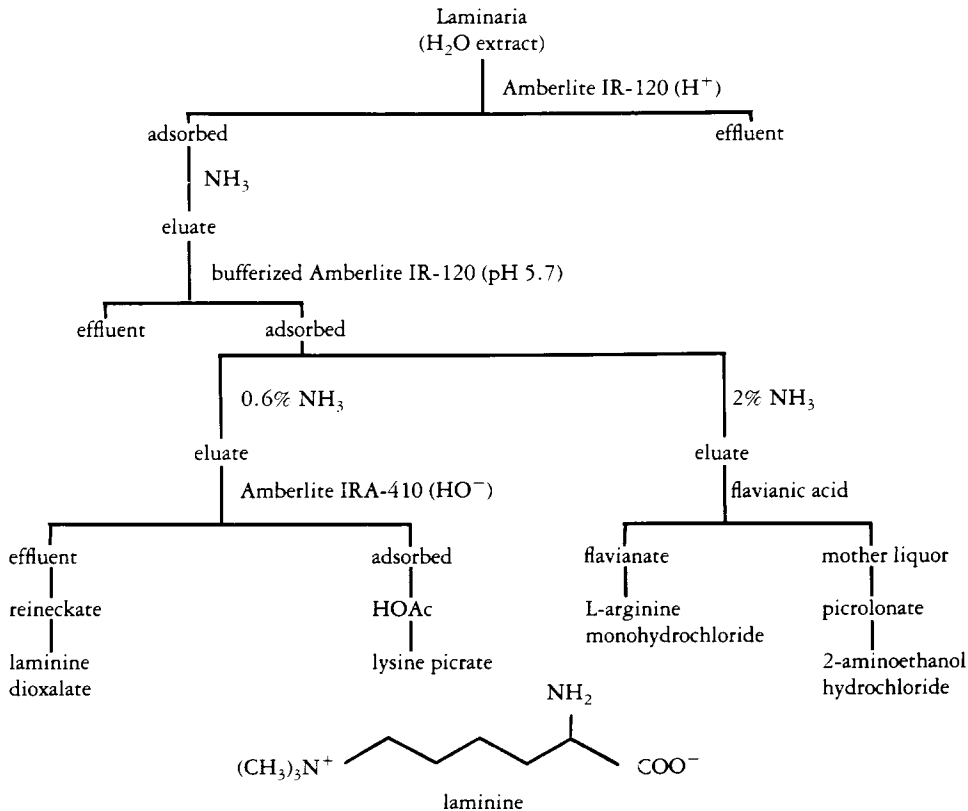 Laminaria
(H₂O extract)
Amberlite IR-120 (H⁺)
adsorbed
effluent
NH₃
eluate
bufferized Amberlite IR-120 (pH 5.7)
effluent
adsorbed
0.6% NH₃
2% NH₃
eluate
eluate
Amberlite IRA-410 (HO⁻)
flavianic acid
effluent
adsorbed
flavianate
mother liquor
reineckate
HOAc
L-arginine
monohydrochloride
picrolonate
laminine
dioxalate
lysine picrate
2-aminoethanol
hydrochloride
NH₂
(CH₃)₃N⁺
COO⁻
laminine